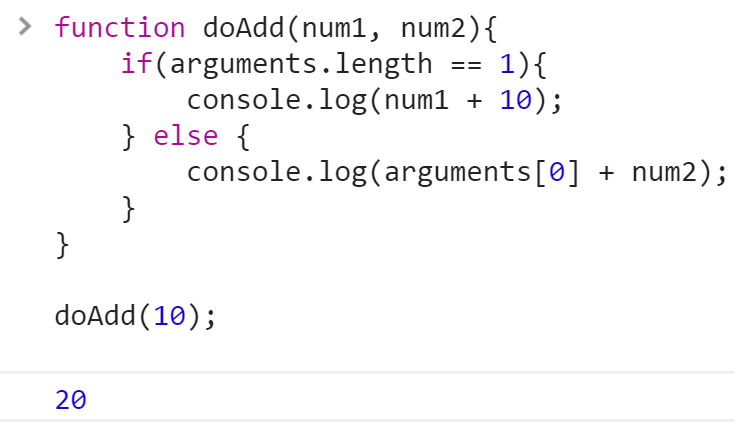 > function doAdd(num1, num2){
    if(arguments.length == 1){
        console.log(num1 + 10);
    } else {
        console.log(arguments[0] + num2);
    }
}
doAdd(10);
20